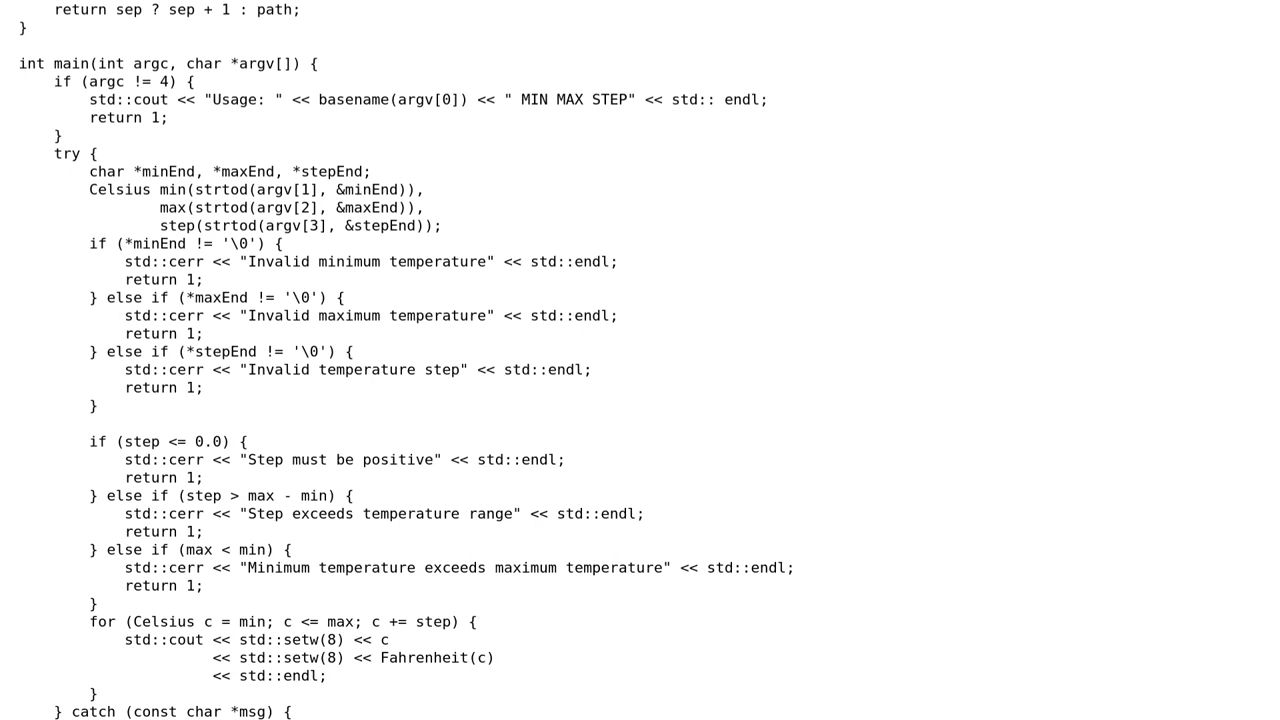 return sep ? sep + 1 : path;
}

int main(int argc, char *argv[]) {
    if (argc != 4) {
        std::cout << "Usage: " << basename(argv[0]) << " MIN MAX STEP" << std:: endl;
        return 1;
    }
    try {
        char *minEnd, *maxEnd, *stepEnd;
        Celsius min(strtod(argv[1], &minEnd)),
                max(strtod(argv[2], &maxEnd)),
                step(strtod(argv[3], &stepEnd));
        if (*minEnd != '\0') {
            std::cerr << "Invalid minimum temperature" << std::endl;
            return 1;
        } else if (*maxEnd != '\0') {
            std::cerr << "Invalid maximum temperature" << std::endl;
            return 1;
        } else if (*stepEnd != '\0') {
            std::cerr << "Invalid temperature step" << std::endl;
            return 1;
        }

        if (step <= 0.0) {
            std::cerr << "Step must be positive" << std::endl;
            return 1;
        } else if (step > max - min) {
            std::cerr << "Step exceeds temperature range" << std::endl;
            return 1;
        } else if (max < min) {
            std::cerr << "Minimum temperature exceeds maximum temperature" << std::endl;
            return 1;
        }
        for (Celsius c = min; c <= max; c += step) {
            std::cout << std::setw(8) << c
                      << std::setw(8) << Fahrenheit(c)
                      << std::endl;
        }
    } catch (const char *msg) {